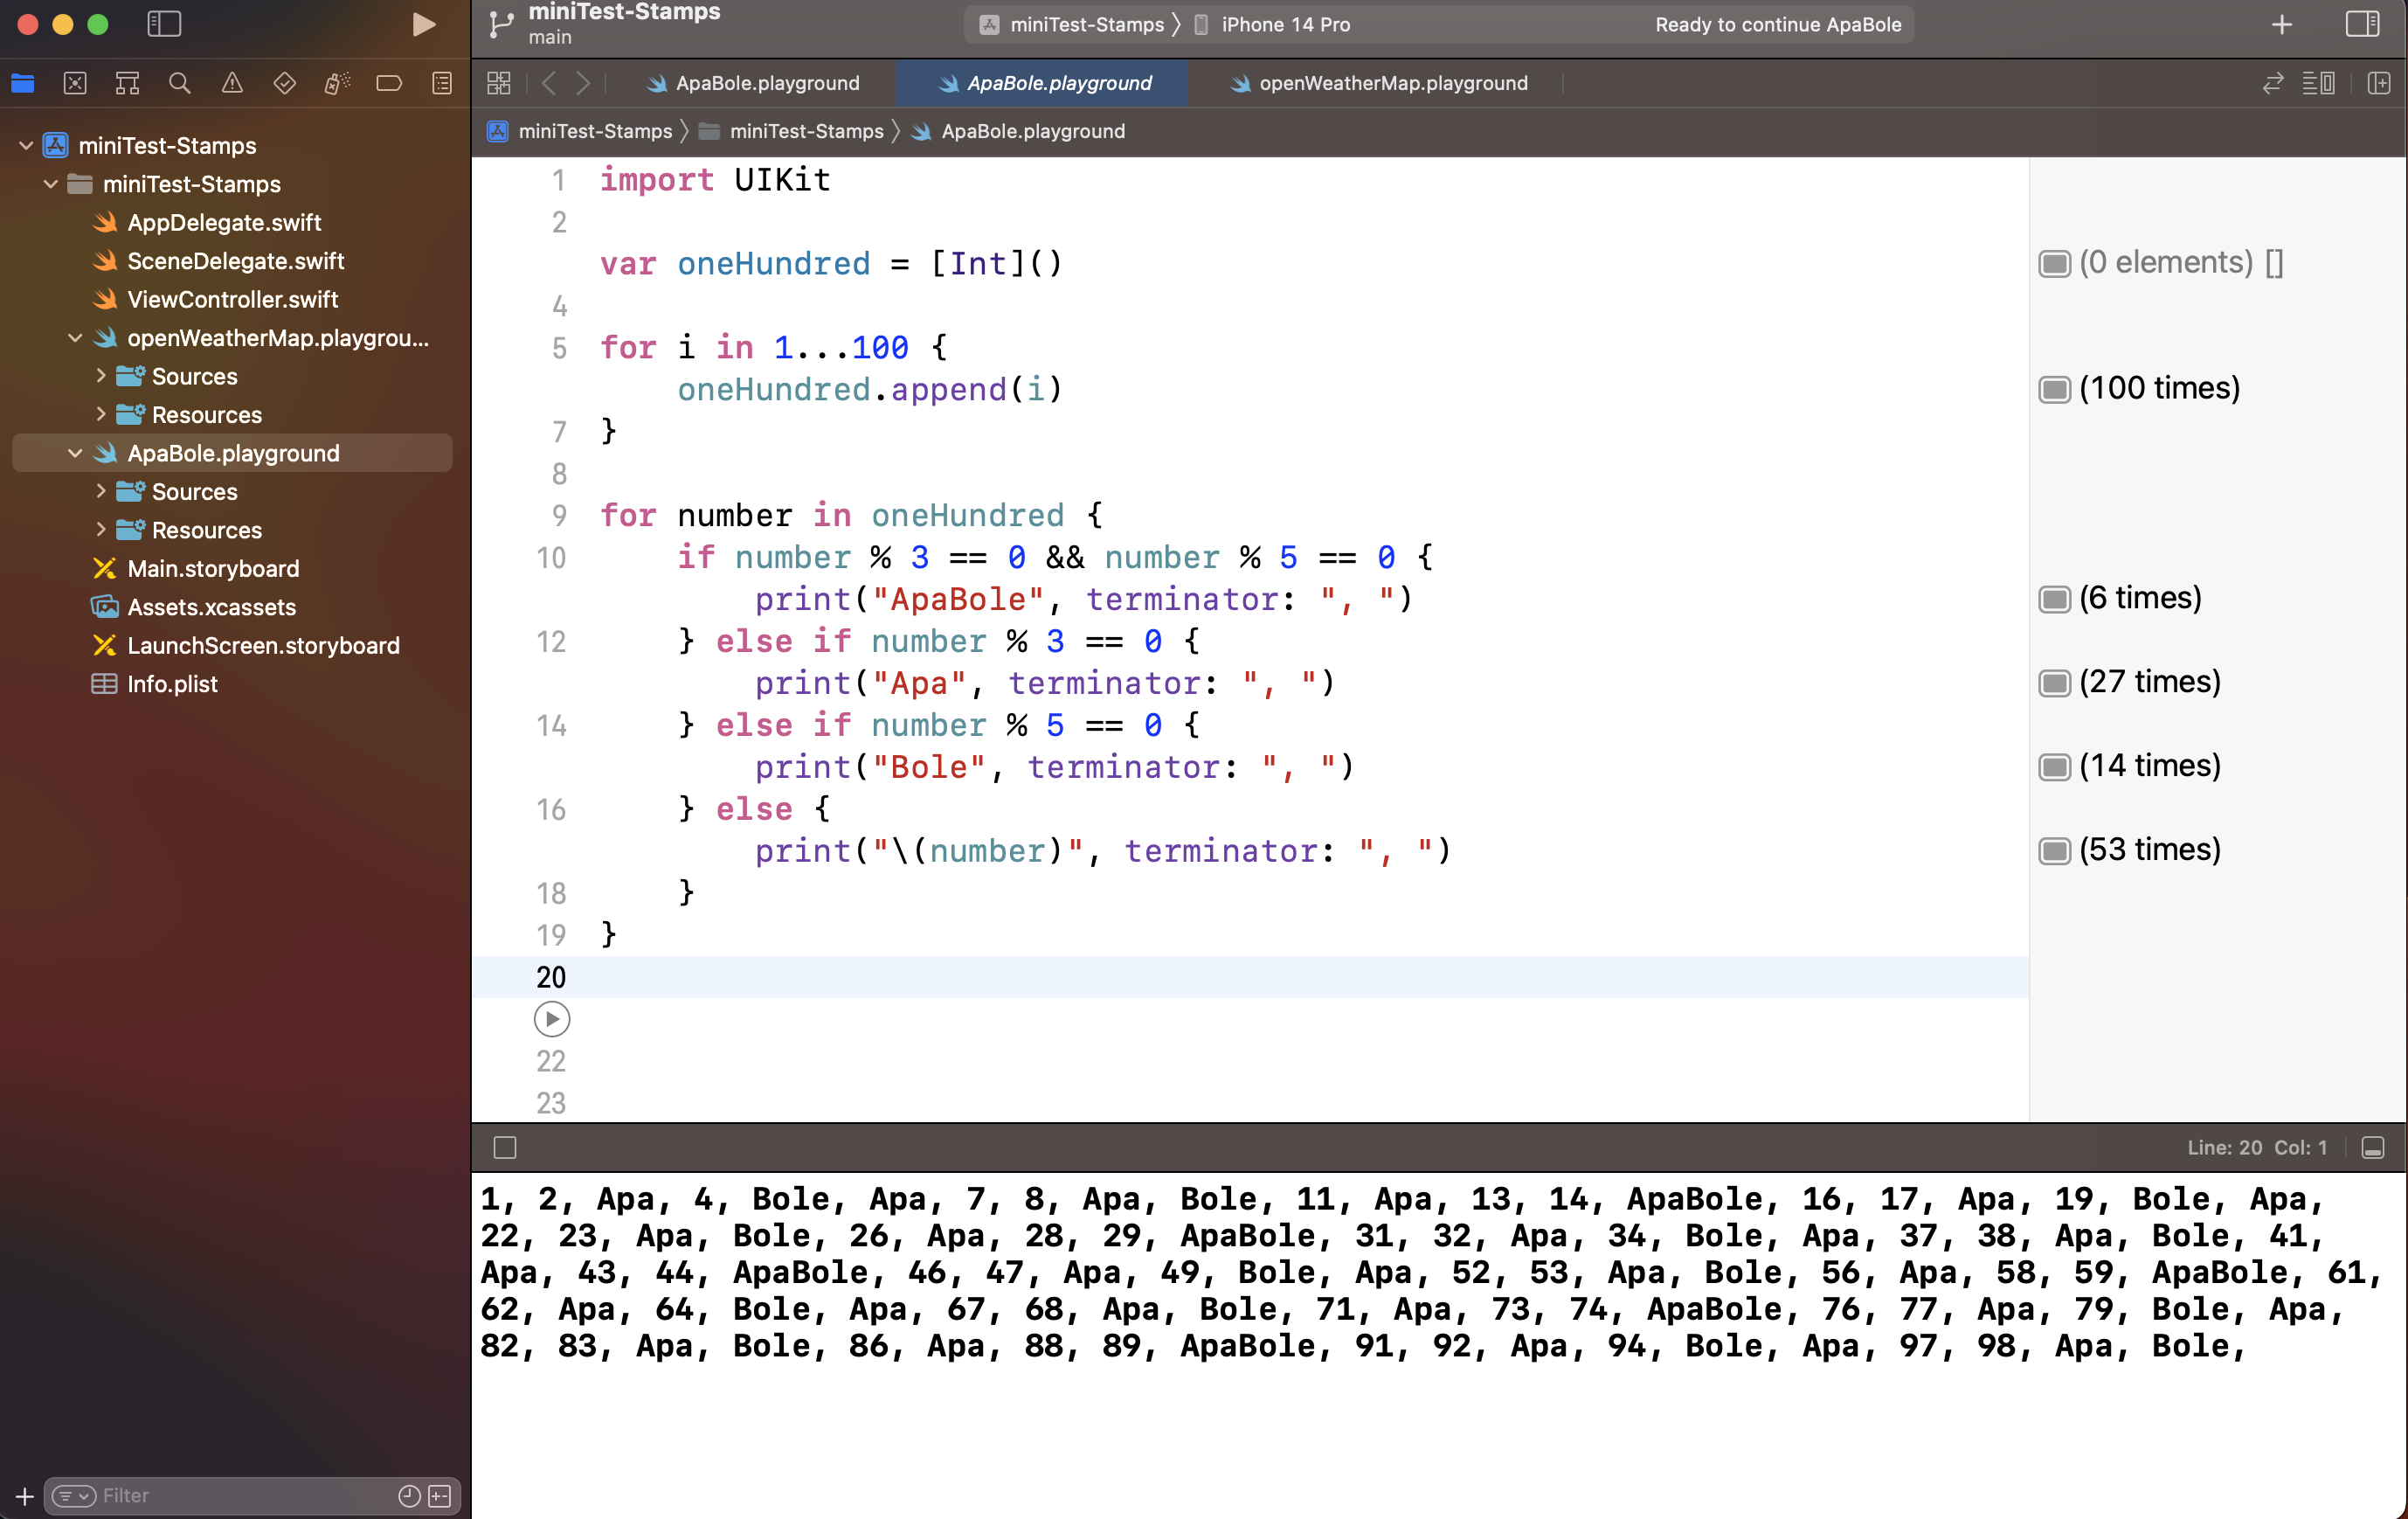 miniTest-Stamps
main
miniTest-Stamps 〉 iPhone 14 Pro
Ready to continue ApaBole
ApaBole.playground
ApaBole.playground
openWeatherMap.playground
miniTest-Stamps 〉 miniTest-Stamps 〉 ApaBole.playground
miniTest-Stamps
miniTest-Stamps
AppDelegate.swift
SceneDelegate.swift
ViewController.swift
openWeatherMap.playgrou...
Sources
Resources
ApaBole.playground
Sources
Resources
Main.storyboard
Assets.xcassets
LaunchScreen.storyboard
Info.plist
Filter
1 import UIKit
2
var oneHundred = [Int]()
(0 elements) []
4
5 for i in 1...100 {
oneHundred.append(i)
(100 times)
7 }
8
9 for number in oneHundred {
10 if number % 3 == 0 && number % 5 == 0 {
print("ApaBole", terminator: ", ")
(6 times)
12 } else if number % 3 == 0 {
print("Apa", terminator: ", ")
(27 times)
14 } else if number % 5 == 0 {
print("Bole", terminator: ", ")
(14 times)
16 } else {
print("\(number)", terminator: ", ")
(53 times)
18 }
19 }
20
22
23
Line: 20 Col: 1
1, 2, Apa, 4, Bole, Apa, 7, 8, Apa, Bole, 11, Apa, 13, 14, ApaBole, 16, 17, Apa, 19, Bole, Apa,
22, 23, Apa, Bole, 26, Apa, 28, 29, ApaBole, 31, 32, Apa, 34, Bole, Apa, 37, 38, Apa, Bole, 41,
Apa, 43, 44, ApaBole, 46, 47, Apa, 49, Bole, Apa, 52, 53, Apa, Bole, 56, Apa, 58, 59, ApaBole, 61,
62, Apa, 64, Bole, Apa, 67, 68, Apa, Bole, 71, Apa, 73, 74, ApaBole, 76, 77, Apa, 79, Bole, Apa,
82, 83, Apa, Bole, 86, Apa, 88, 89, ApaBole, 91, 92, Apa, 94, Bole, Apa, 97, 98, Apa, Bole,